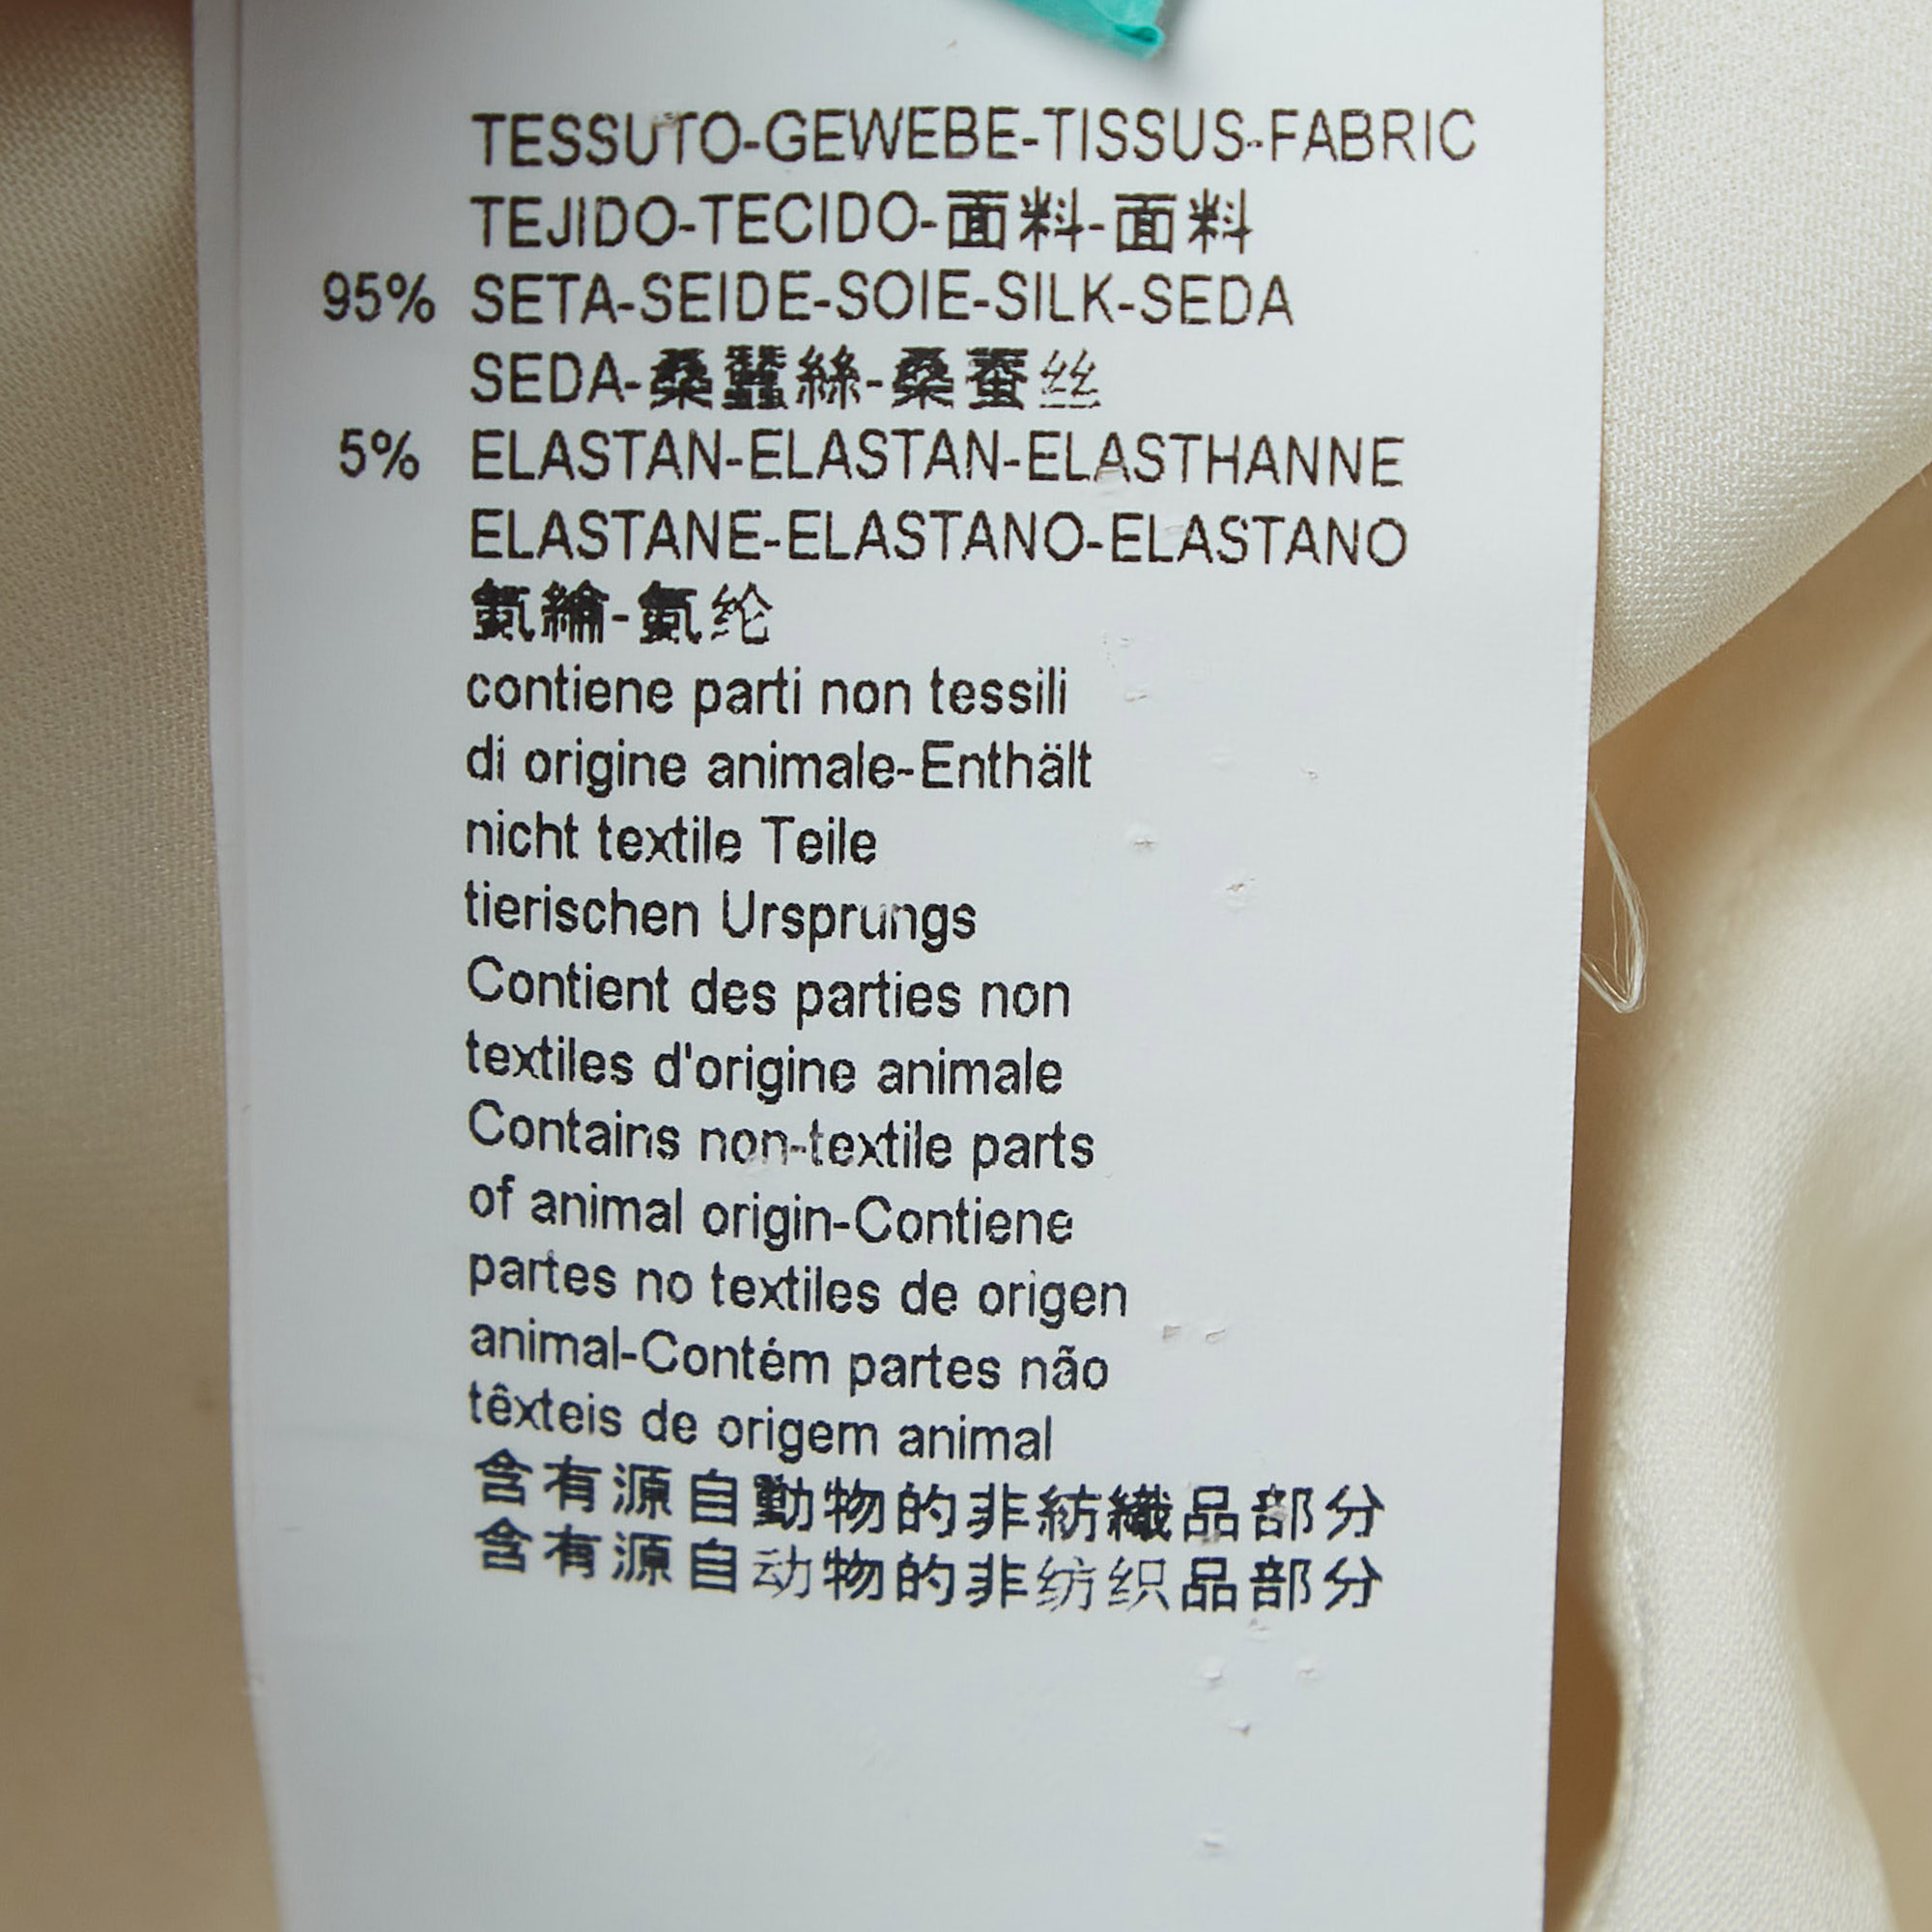 TESSUTO-GEWEBE-TISSUS-FABRIC
TEJIDO-TECIDO-面料-面料
95% SETA-SEIDE-SOIE-SILK-SEDA
SEDA-桑蠶絲-桑蚕丝
5% ELASTAN-ELASTAN-ELASTHANNE
ELASTANE-ELASTANO-ELASTANO
氨綸-氨纶
contiene parti non tessili
di origine animale-Enthält
nicht textile Teile
tierischen Ursprungs
Contient des parties non
textiles d'origine animale
Contains non-textile parts
of animal origin-Contiene
partes no textiles de origen
animal-Contém partes não
têxteis de origem animal
含有源自動物的非紡織品部分
含有源自动物的非纺织品部分